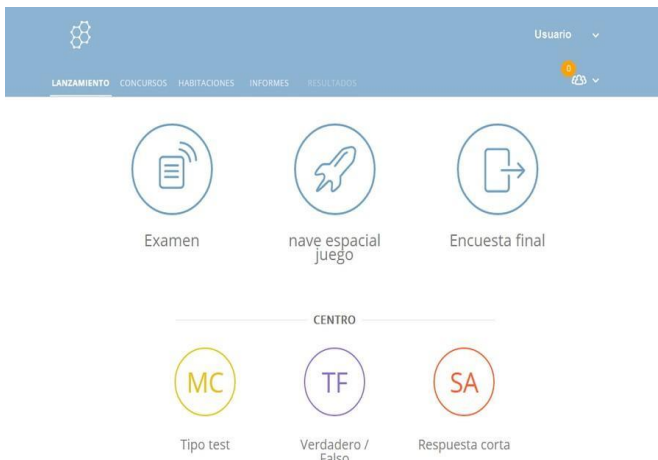 Usuario
0
LANZAMIENTO CONCURSOS HABITACIONES INFORMES RESULTADOS
Examen
nave espacial
juego
Encuesta final
CENTRO
MC
TF
SA
Tipo test
Verdadero /
Falso
Respuesta corta